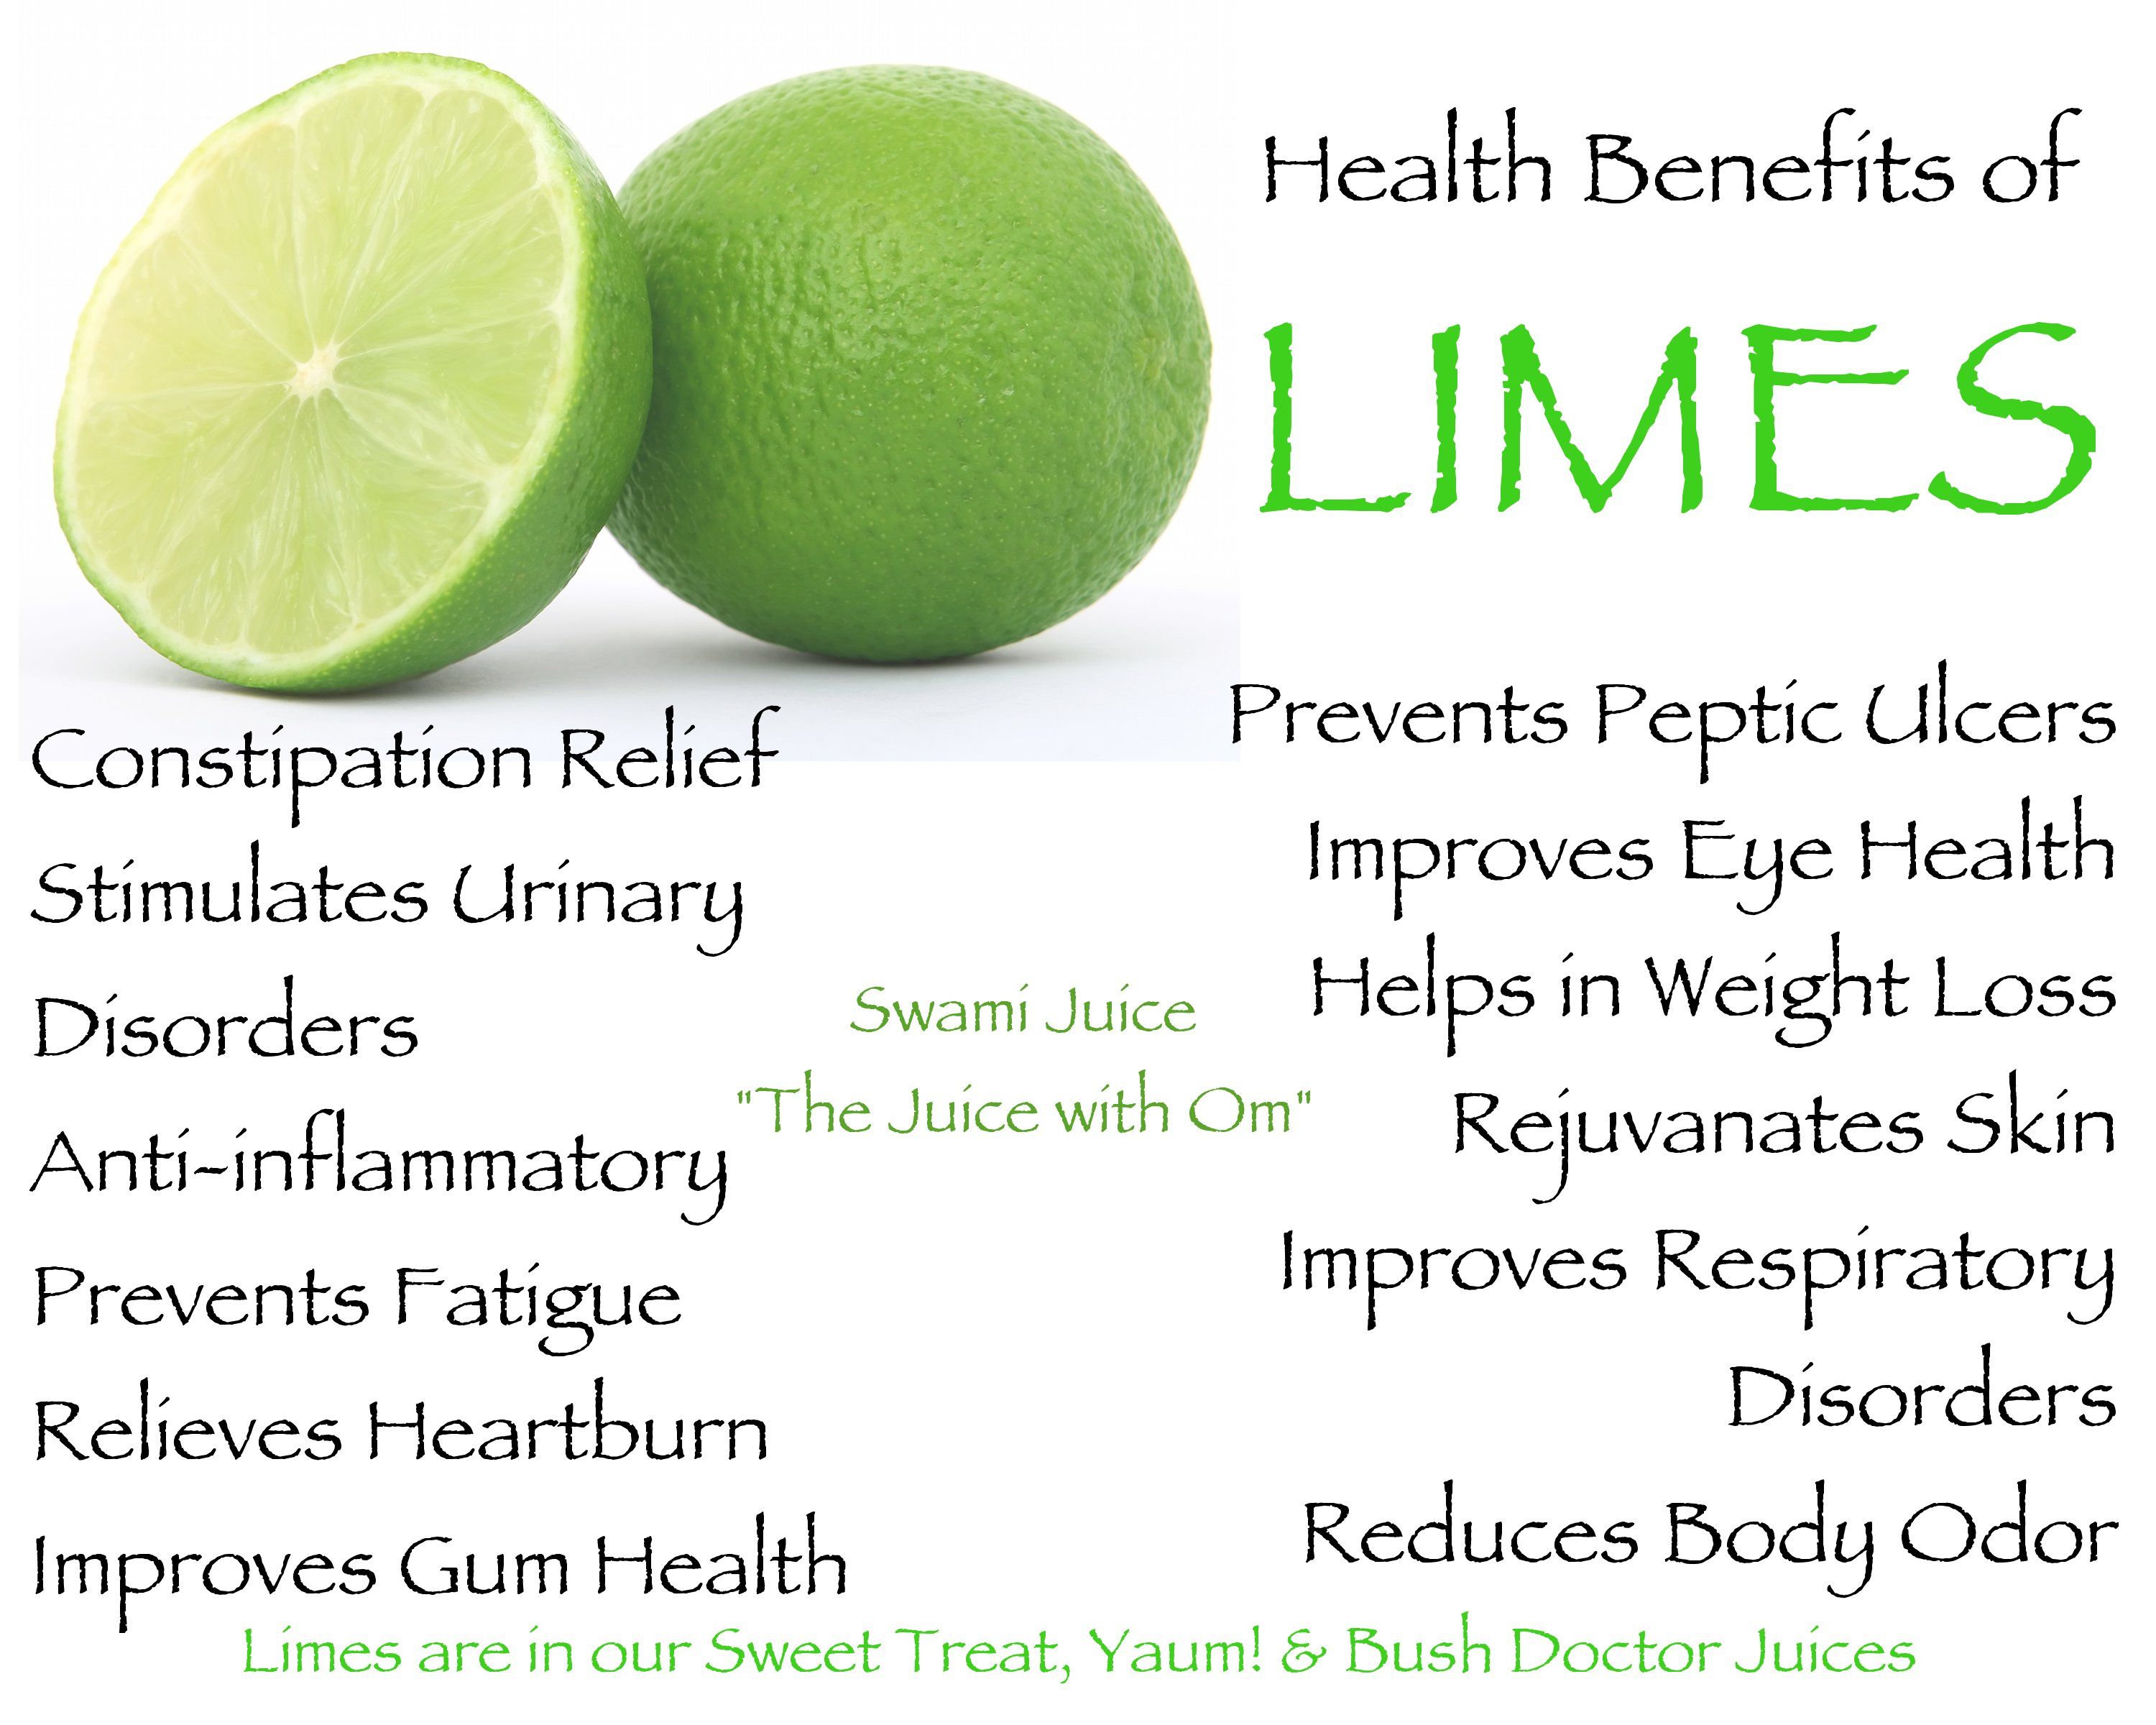 Health Benefits of
LIMES
Constipation Relief
Stimulates Urinary
Disorders
Anti-inflammatory
Prevents Fatigue
Relieves Heartburn
Improves Gum Health
Swami Juice
"The Juice with Om"
Prevents Peptic Ulcers
Improves Eye Health
Helps in Weight Loss
Rejuvanates Skin
Improves Respiratory
Disorders
Reduces Body Odor
Limes are in our Sweet Treat, Yaum! & Bush Doctor Juices